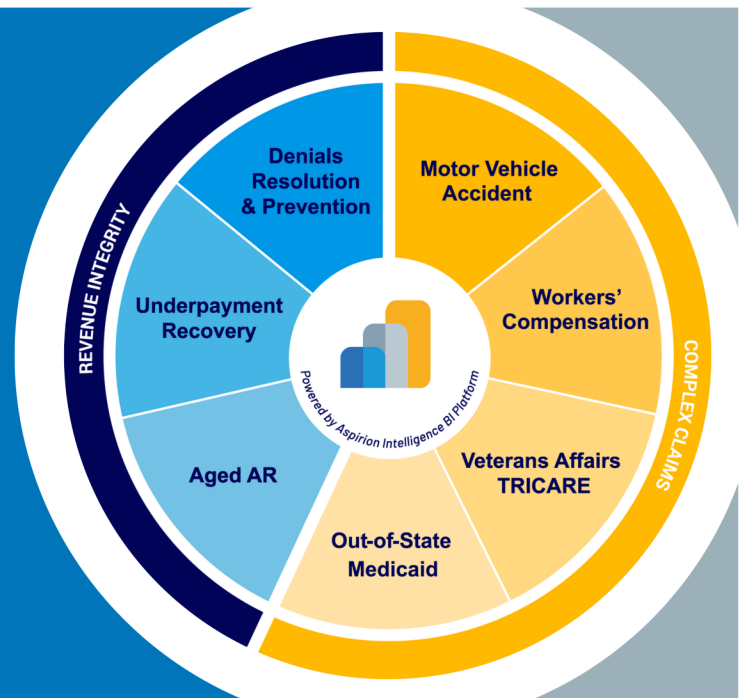 REVENUE INTEGRITY
Denials
Resolution
& Prevention
Underpayment
Recovery
Aged AR
COMPLEX CLAIMS
Motor Vehicle
Accident
Workers’
Compensation
Veterans Affairs
TRICARE
Out-of-State
Medicaid
Powered by Aspirion Intelligence BI Platform